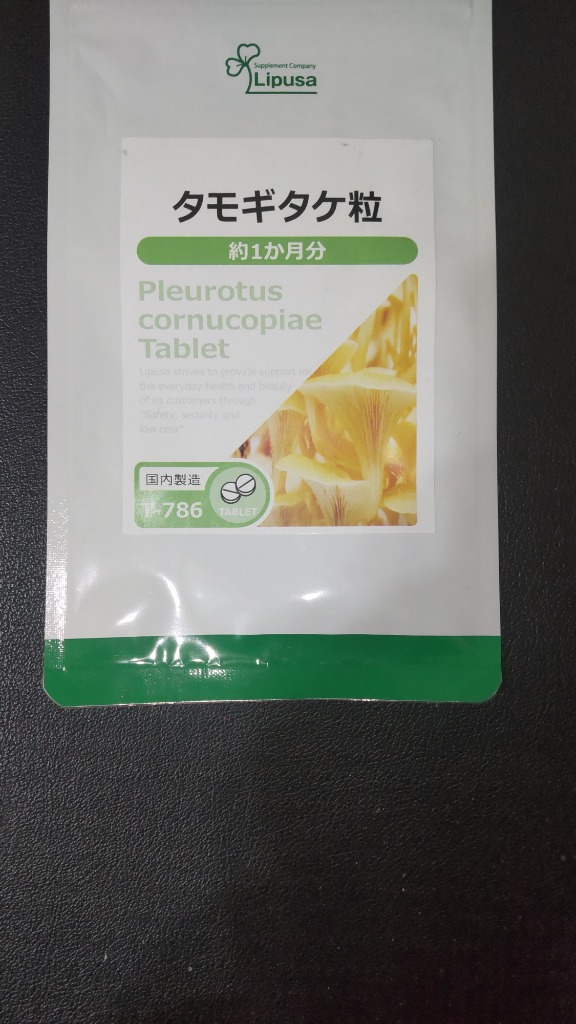 Supplement Company
Lipusa
タモギタケ粒
約1か月分
Pleurotus
cornucopiae
Tablet
Lipusa strives to provide support for
the everyday health and beauty
of its customers through
"Safety, security and
low cost".
国内製造
T-786
TABLET